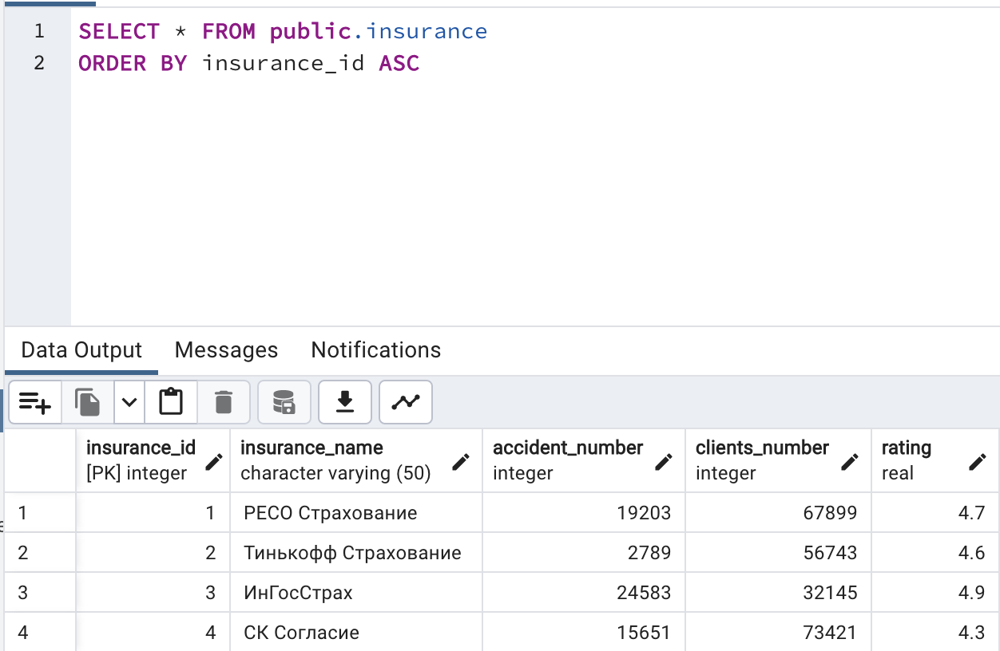 1 SELECT * FROM public.insurance
2 ORDER BY insurance_id ASC
Data Output Messages Notifications
insurance_id insurance_name accident_number clients_number rating
[PK] integer character varying (50) integer integer real
1 1 РЕСО Страхование 19203 67899 4.7
2 2 Тинькофф Страхование 2789 56743 4.6
3 3 ИнГосСтрах 24583 32145 4.9
4 4 СК Согласие 15651 73421 4.3